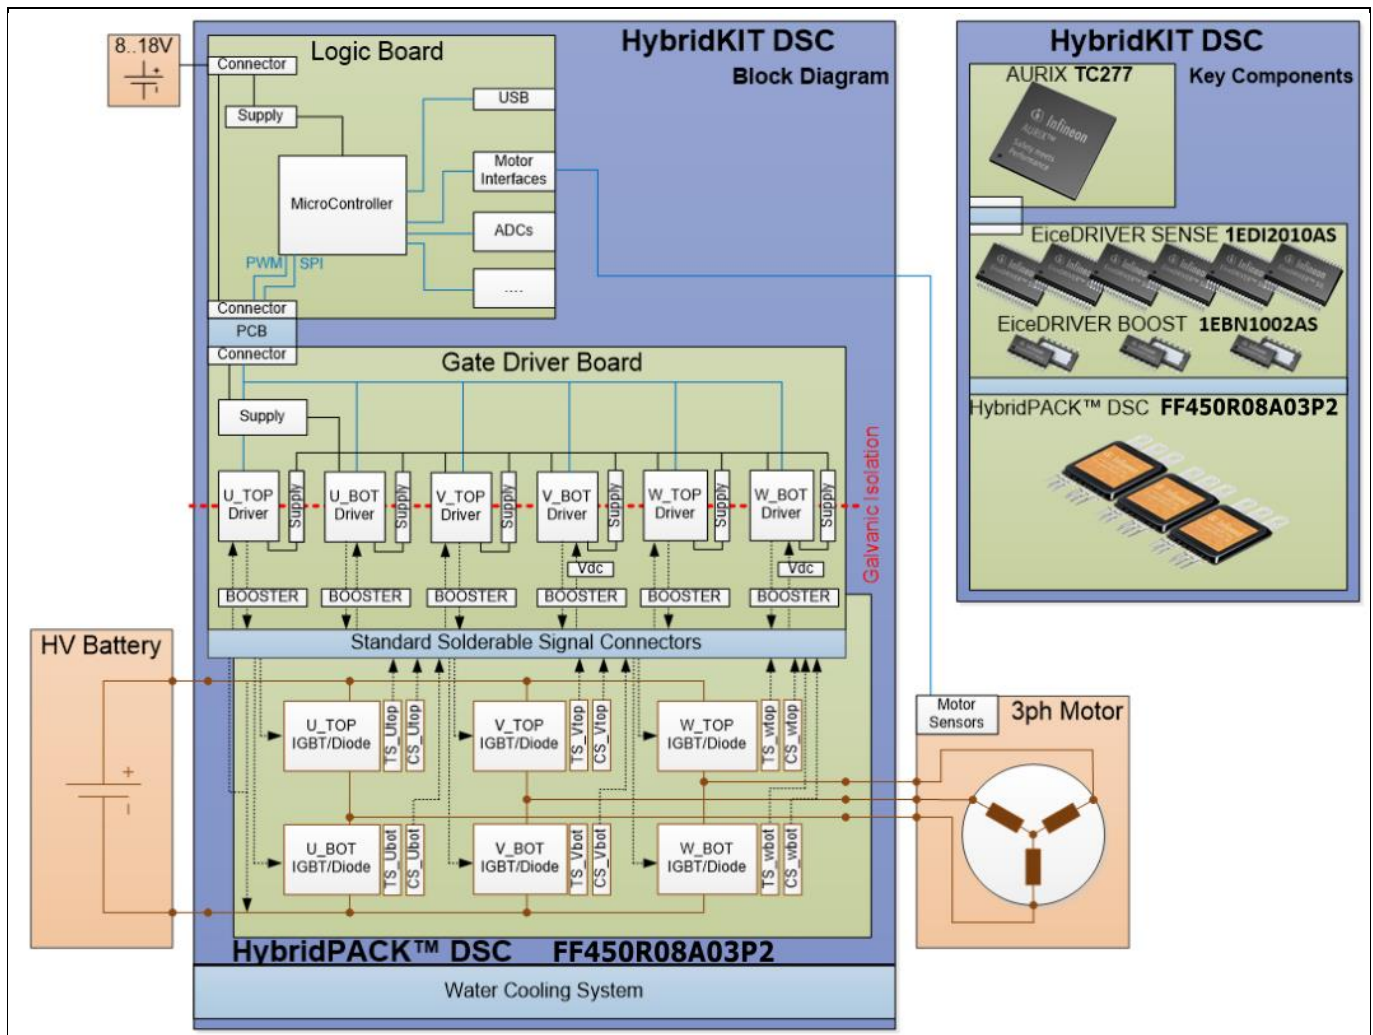 8..18V
+
-
Connector
Logic Board
HybridKIT DSC
Block Diagram
Supply
USB
Motor
Interfaces
MicroController
ADCs
PWM
SPI
....
Connector
PCB
Connector
Gate Driver Board
Supply
U_TOP
Driver
Supply
U_BOT
Driver
Supply
V_TOP
Driver
Supply
V_BOT
Driver
Supply
W_TOP
Driver
Supply
W_BOT
Driver
Supply
Galvanic Isolation
Vdc
Vdc
BOOSTER
BOOSTER
BOOSTER
BOOSTER
BOOSTER
BOOSTER
Standard Solderable Signal Connectors
HV Battery
+
-
U_TOP
IGBT/Diode
TS_Utop
CS_Utop
V_TOP
IGBT/Diode
TS_Vtop
CS_Vtop
W_TOP
IGBT/Diode
TS_wtop
CS_wtop
U_BOT
IGBT/Diode
TS_Ubot
CS_Ubot
V_BOT
IGBT/Diode
TS_Vbot
CS_Vbot
W_BOT
IGBT/Diode
TS_wbot
CS_wbot
Motor
Sensors
3ph Motor
HybridPACK™ DSC FF450R08A03P2
Water Cooling System
HybridKIT DSC
AURIX TC277
Key Components
Infineon
AURIX™
Safety meets
Performance
EiceDRIVER SENSE 1EDI2010AS
EiceDRIVER BOOST 1EBN1002AS
HybridPACK™ DSC FF450R08A03P2